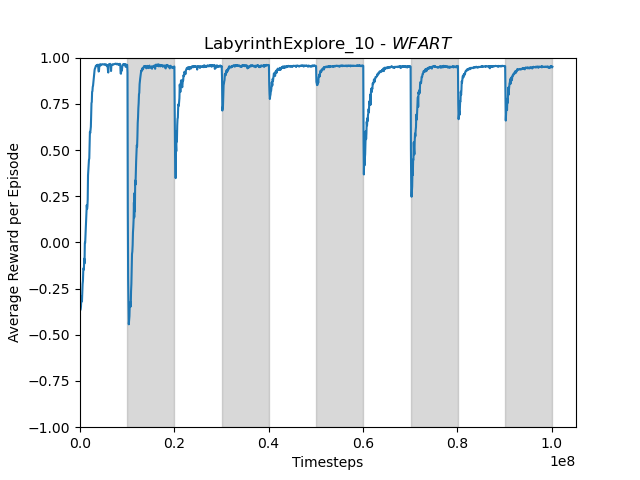 LabyrinthExplore_10 - WFART
Average Reward per Episode
1.00
0.75
0.50
0.25
0.00
−0.25
−0.50
−0.75
−1.00
0.0 0.2 0.4 0.6 0.8 1.0
1e8
Timesteps